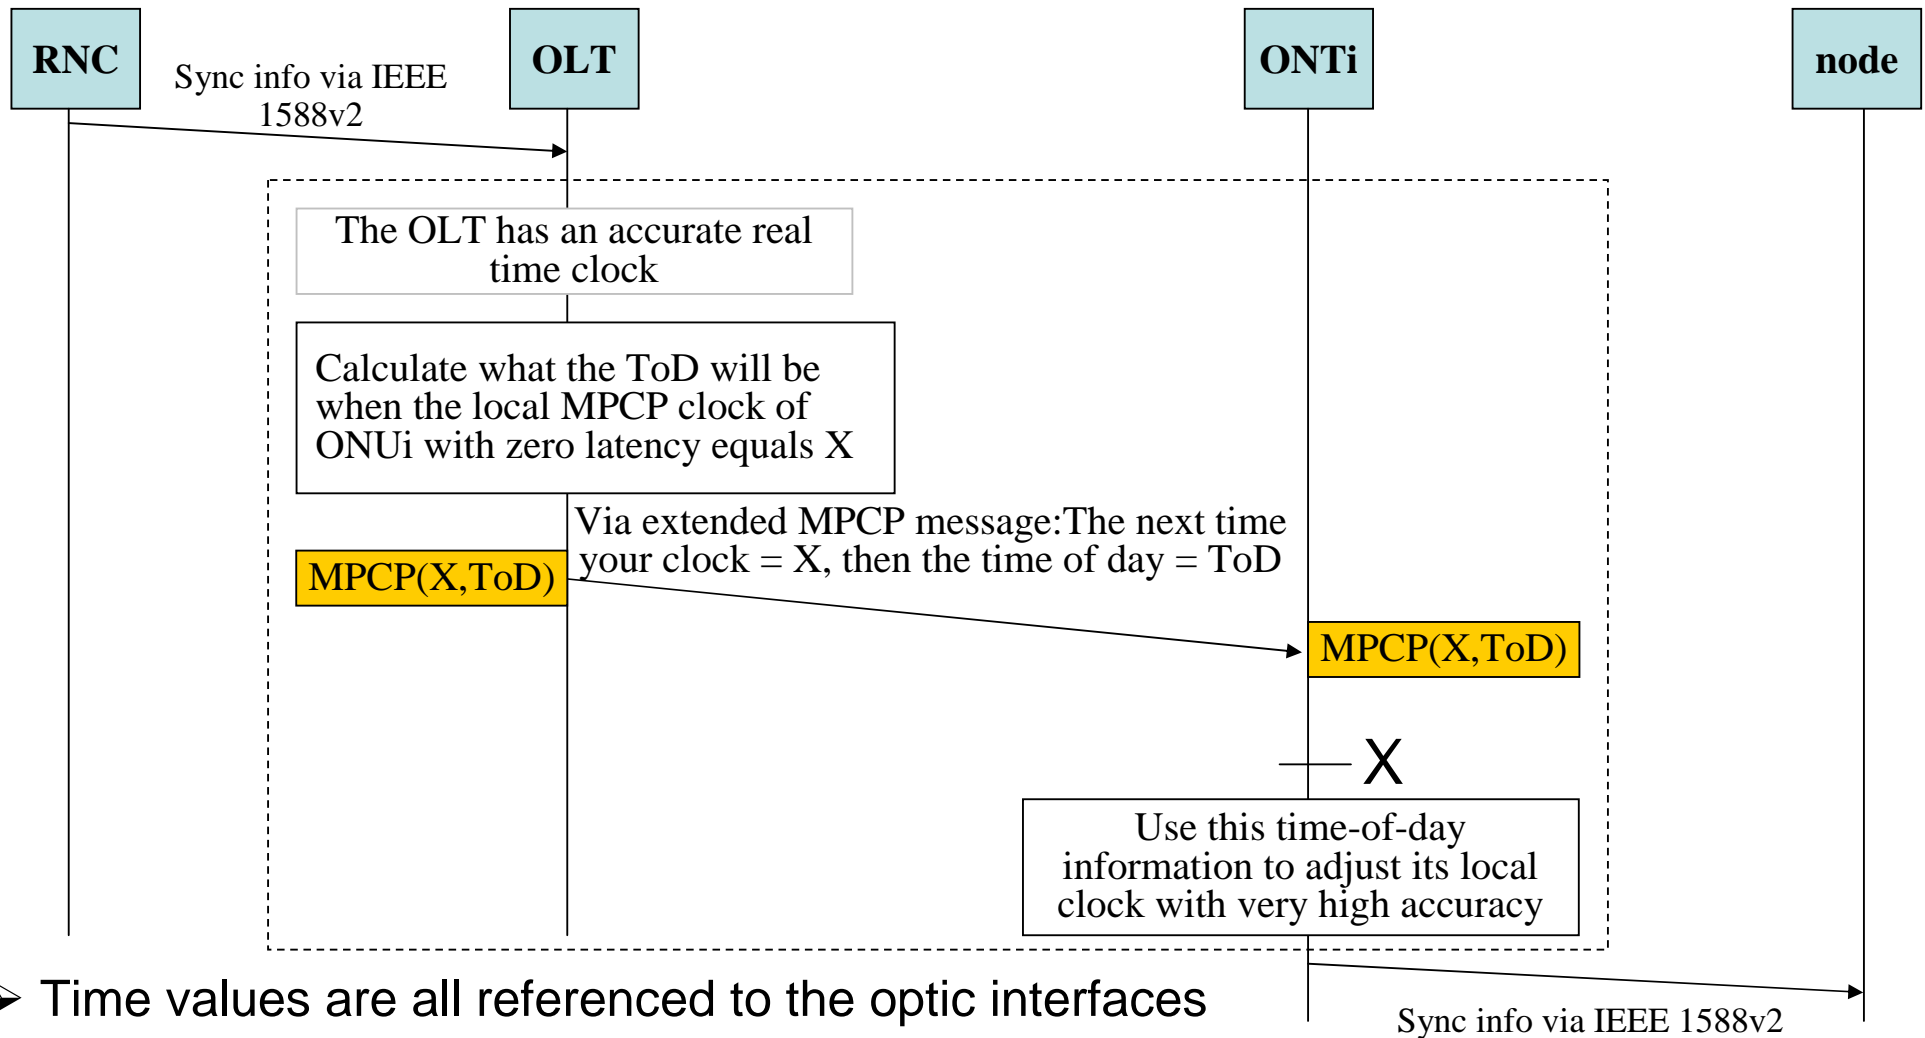 RNC
OLT
ONTi
node
Sync info via IEEE
1588v2
The OLT has an accurate real
time clock
Calculate what the ToD will be
when the local MPCP clock of
ONUi with zero latency equals X
Via extended MPCP message:The next time
your clock = X, then the time of day = ToD
MPCP(X,ToD)
MPCP(X,ToD)
X
Use this time-of-day
information to adjust its local
clock with very high accuracy
Time values are all referenced to the optic interfaces
Sync info via IEEE 1588v2